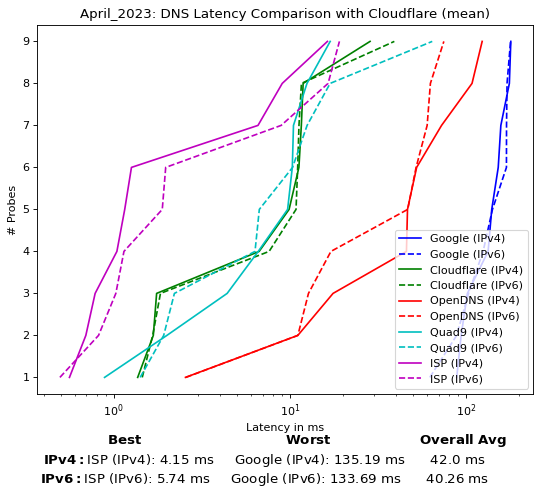 April_2023: DNS Latency Comparison with Cloudflare (mean)
# Probes
9
8
7
6
5
4
3
2
1
Google (IPv4)
Google (IPv6)
Cloudflare (IPv4)
Cloudflare (IPv6)
OpenDNS (IPv4)
OpenDNS (IPv6)
Quad9 (IPv4)
Quad9 (IPv6)
ISP (IPv4)
ISP (IPv6)
10⁰ 10¹ 10²
Latency in ms
Best Worst Overall Avg
IPv4: ISP (IPv4): 4.15 ms Google (IPv4): 135.19 ms 42.0 ms
IPv6: ISP (IPv6): 5.74 ms Google (IPv6): 133.69 ms 40.26 ms